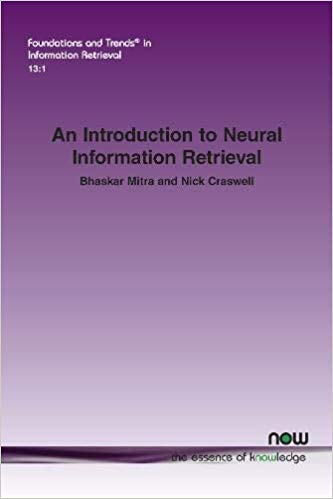 Foundations and Trends® in
Information Retrieval
13:1
An Introduction to Neural
Information Retrieval
Bhaskar Mitra and Nick Craswell
now
the essence of knowledge